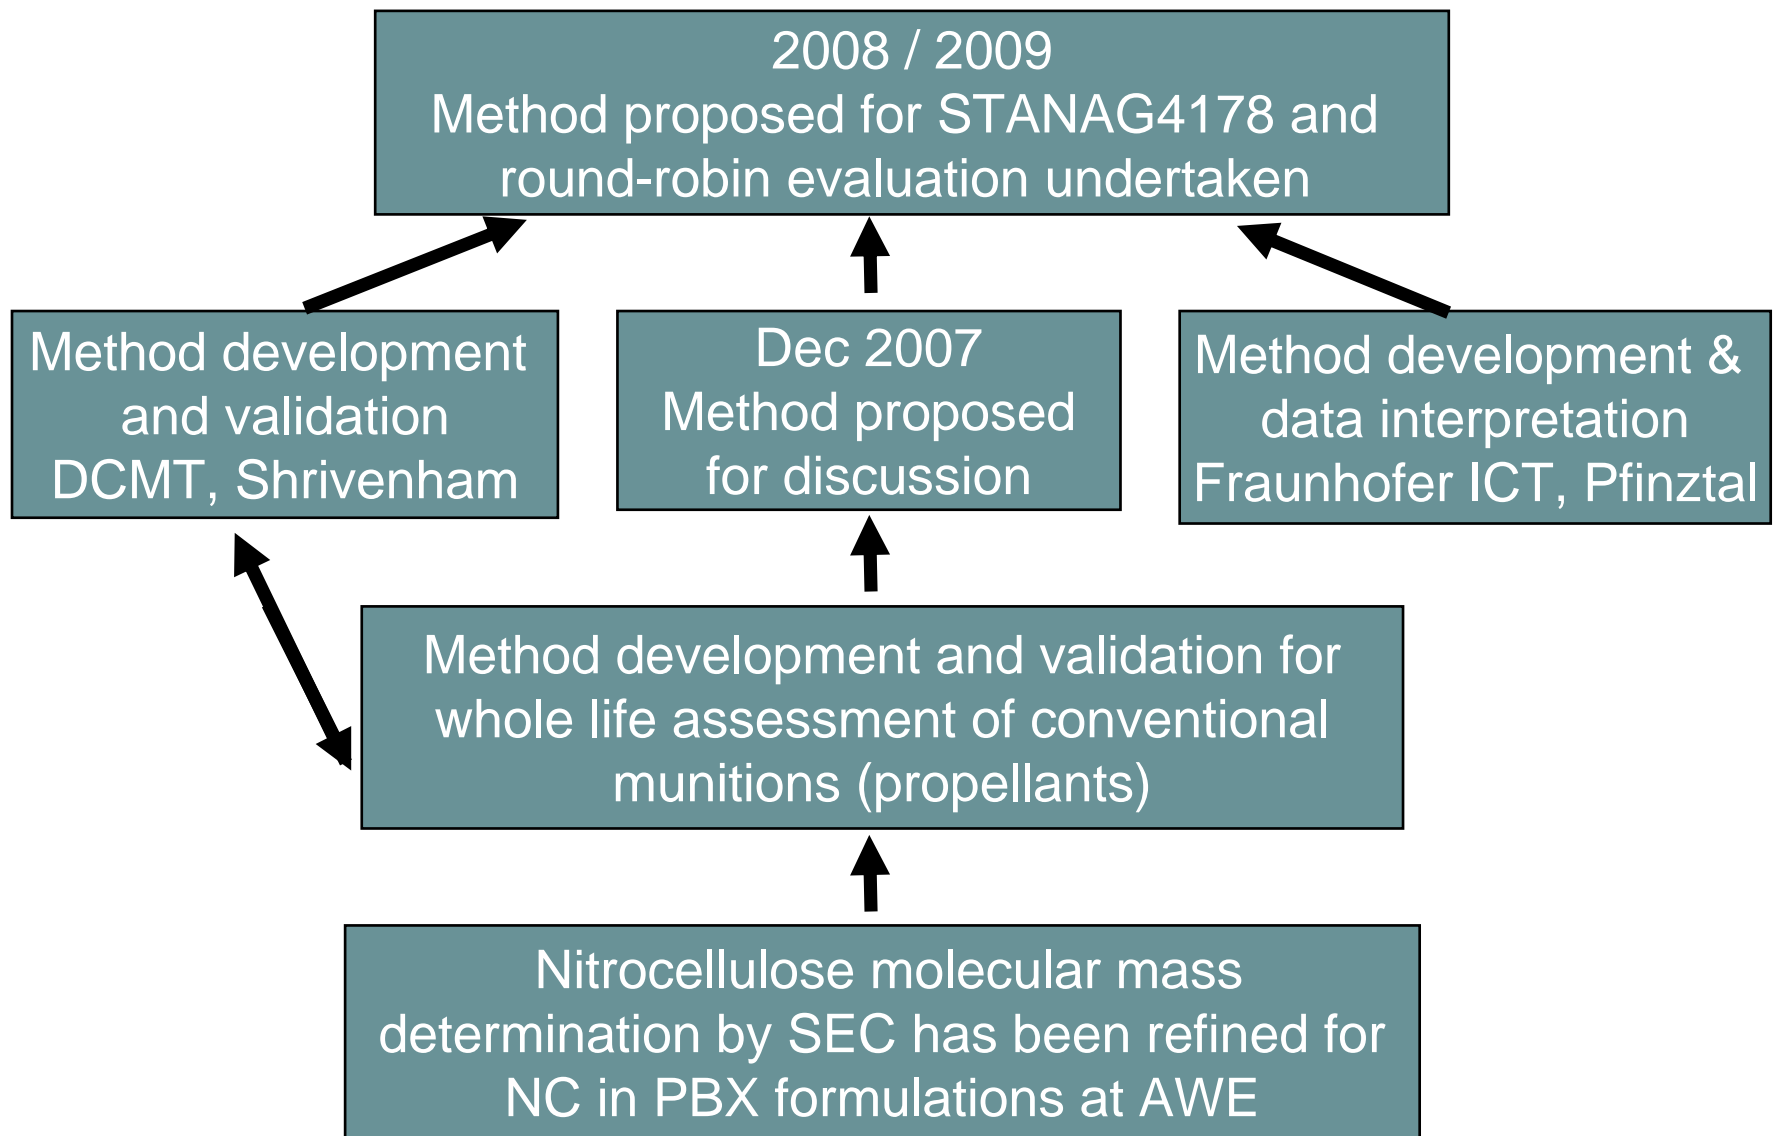 2008 / 2009
Method proposed for STANAG4178 and
round-robin evaluation undertaken
Method development
and validation
DCMT, Shrivenham
Dec 2007
Method proposed
for discussion
Method development &
data interpretation
Fraunhofer ICT, Pfinztal
Method development and validation for
whole life assessment of conventional
munitions (propellants)
Nitrocellulose molecular mass
determination by SEC has been refined for
NC in PBX formulations at AWE